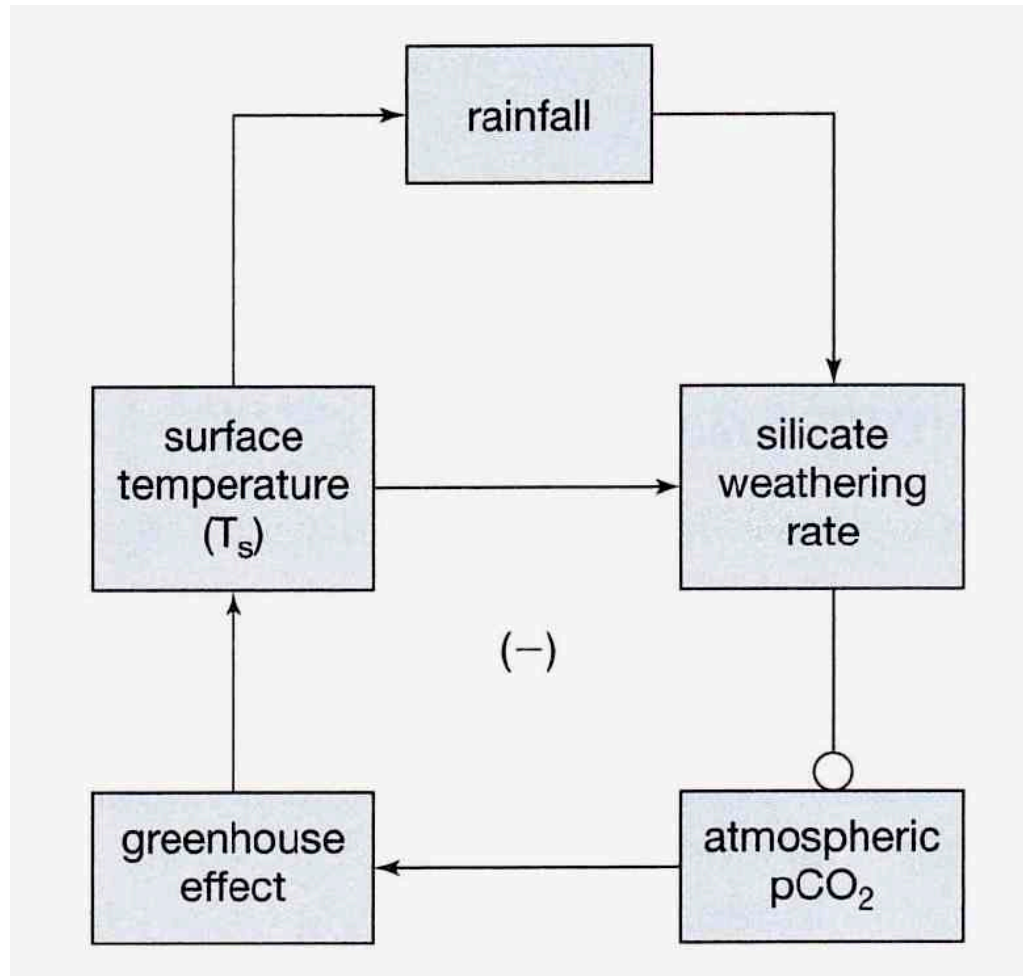 rainfall
surface
temperature
(Tₛ)
silicate
weathering
rate
(−)
greenhouse
effect
atmospheric
pCO₂